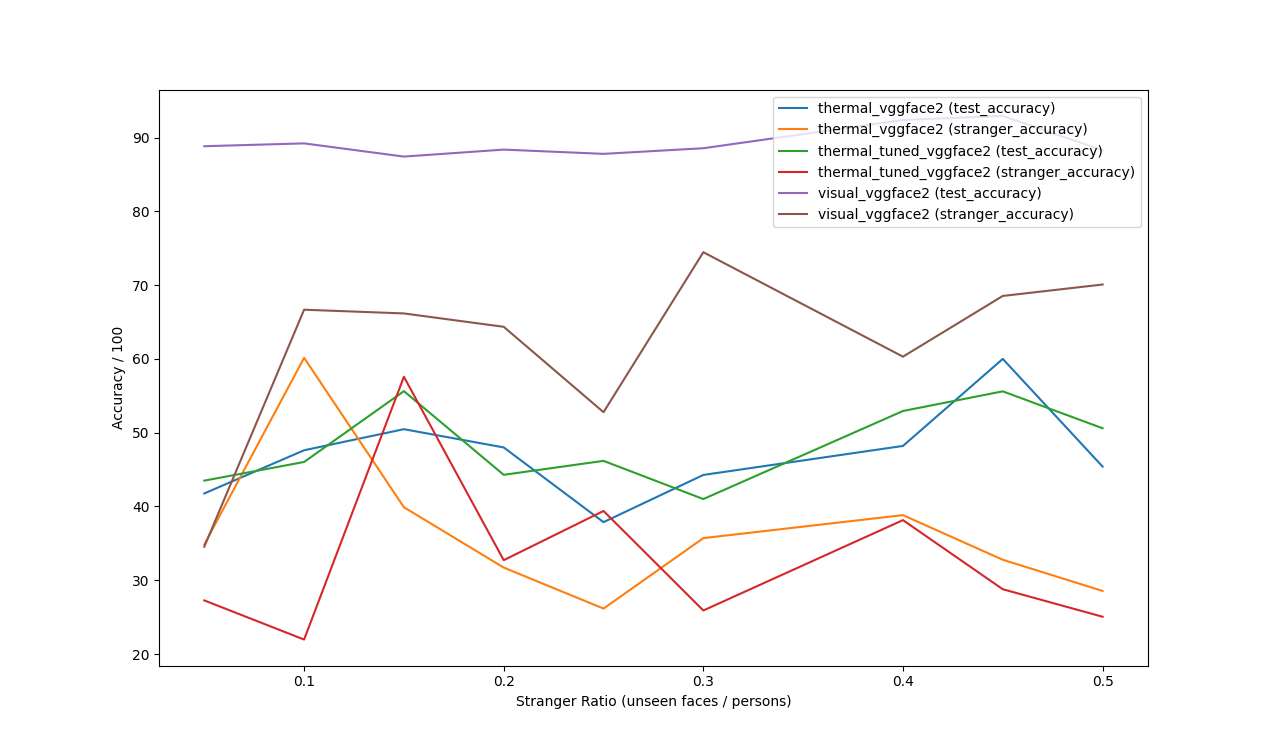 thermal_vggface2 (test_accuracy)
thermal_vggface2 (stranger_accuracy)
thermal_tuned_vggface2 (test_accuracy)
thermal_tuned_vggface2 (stranger_accuracy)
visual_vggface2 (test_accuracy)
visual_vggface2 (stranger_accuracy)
90
80
70
60
50
40
30
20
Accuracy / 100
0.1
0.2
0.3
0.4
0.5
Stranger Ratio (unseen faces / persons)